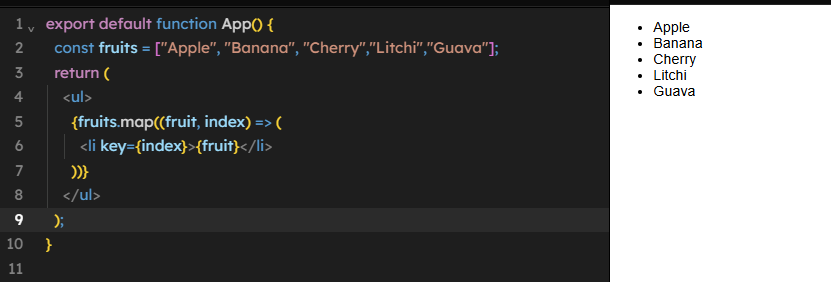 1 export default function App() {
2 const fruits = ["Apple", "Banana", "Cherry","Litchi","Guava"];
3 return (
4 <ul>
5 {fruits.map((fruit, index) => (
6 <li key={index}>{fruit}</li>
7 ))}
8 </ul>
9 );
10 }
11
• Apple
• Banana
• Cherry
• Litchi
• Guava